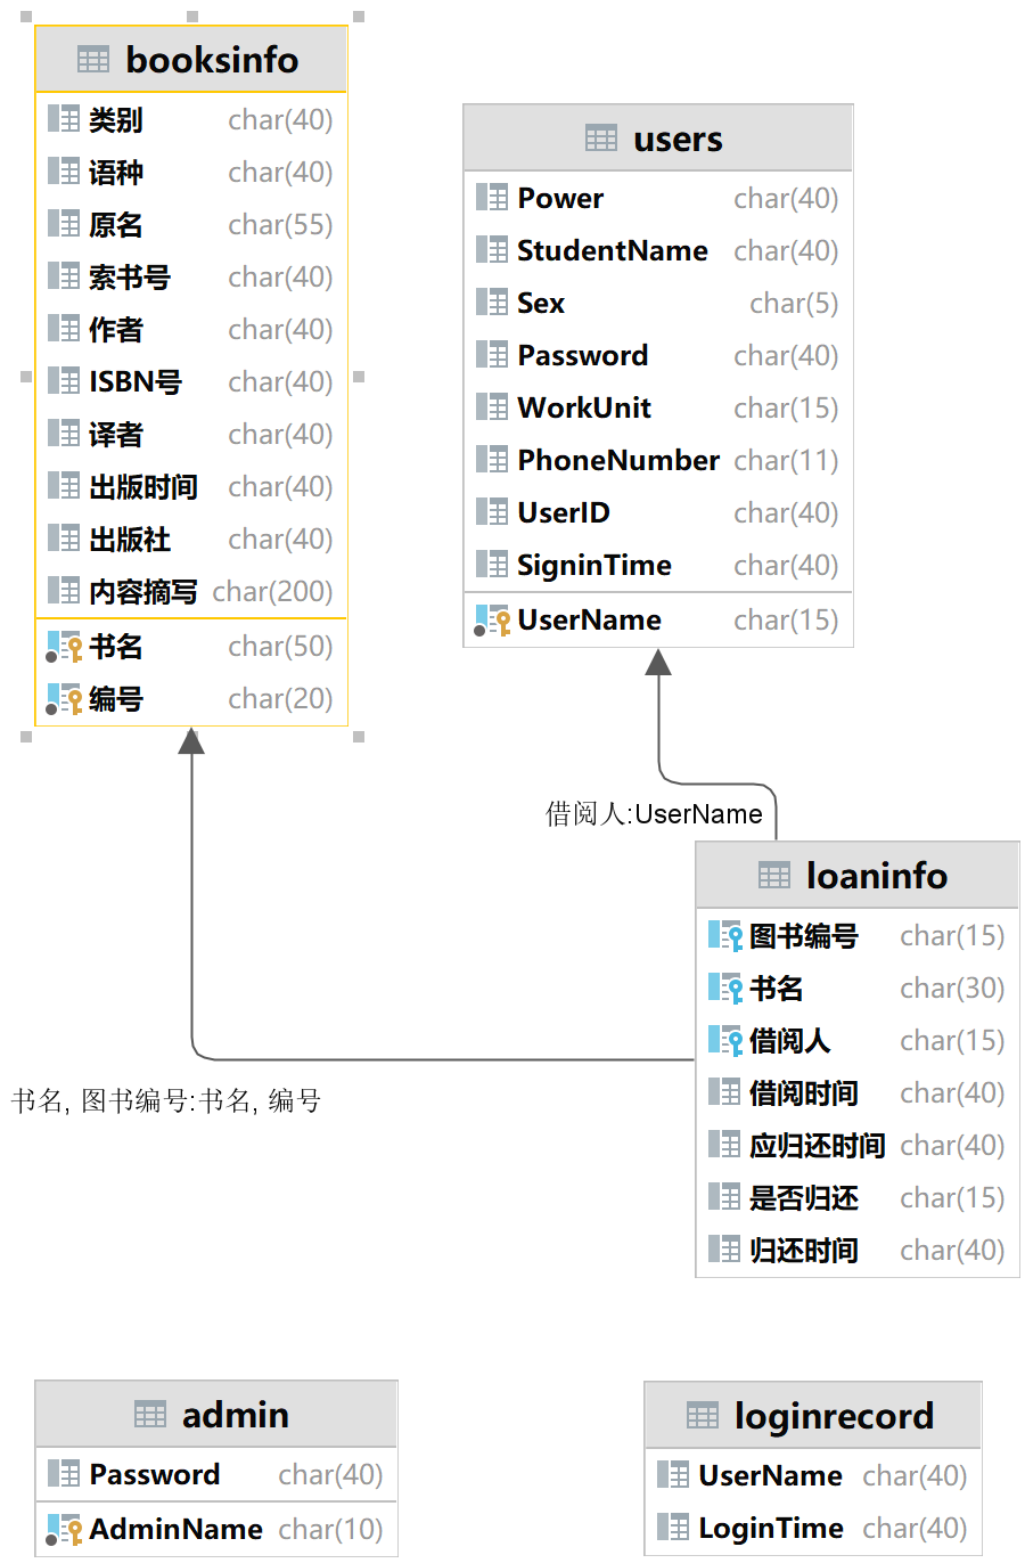 booksinfo
类别 char(40)
语种 char(40)
原名 char(55)
索书号 char(40)
作者 char(40)
ISBN号 char(40)
译者 char(40)
出版时间 char(40)
出版社 char(40)
内容摘写 char(200)
书名 char(50)
编号 char(20)
users
Power char(40)
StudentName char(40)
Sex char(5)
Password char(40)
WorkUnit char(15)
PhoneNumber char(11)
UserID char(40)
SigninTime char(40)
UserName char(15)
借阅人:UserName
书名, 图书编号:书名, 编号
loaninfo
图书编号 char(15)
书名 char(30)
借阅人 char(15)
借阅时间 char(40)
应归还时间 char(40)
是否归还 char(15)
归还时间 char(40)
admin
Password char(40)
AdminName char(10)
loginrecord
UserName char(40)
LoginTime char(40)